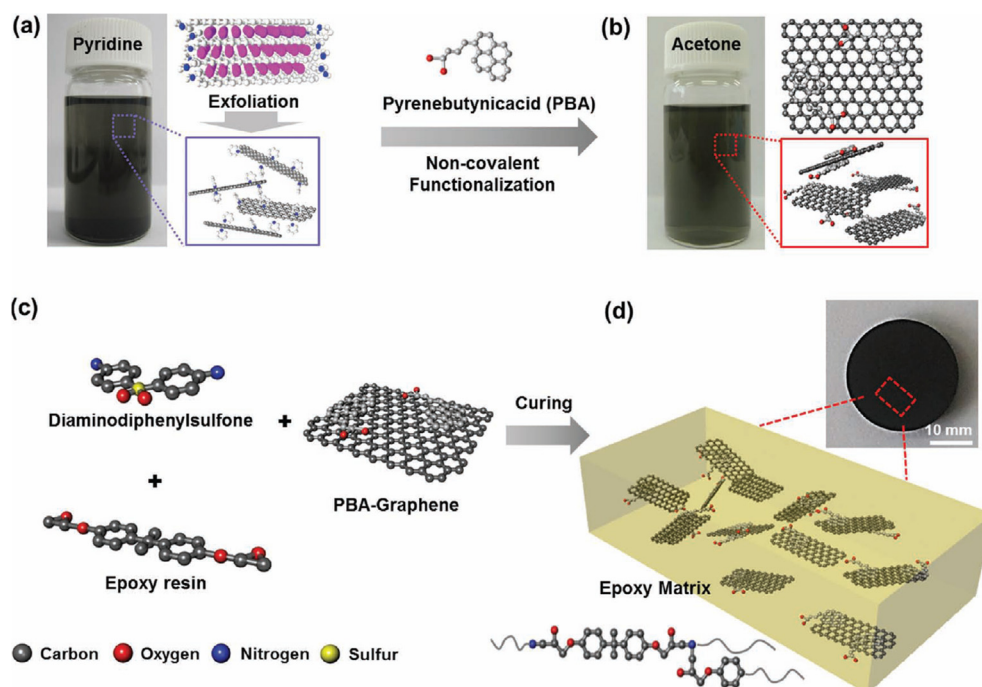 (a)
Pyridine
Exfoliation
Pyrenebutynicacid (PBA)
Non-covalent
Functionalization
(b)
Acetone
(c)
Diaminodiphenylsulfone
+
+
Epoxy resin
PBA-Graphene
Curing
(d)
10 mm
Epoxy Matrix
Carbon
Oxygen
Nitrogen
Sulfur